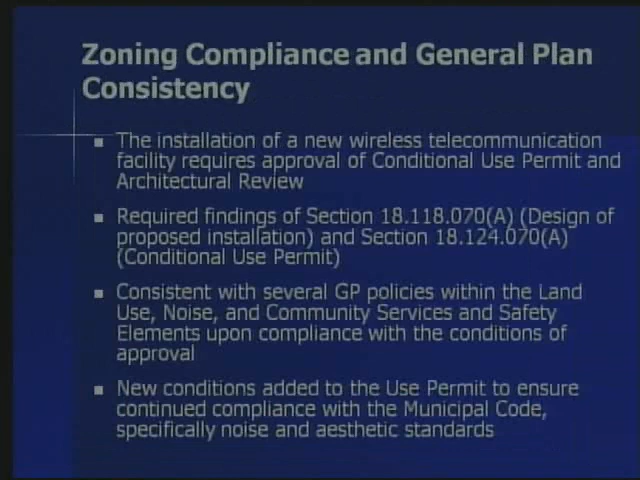 Zoning Compliance and General Plan
Consistency
■ The installation of a new wireless telecommunication
facility requires approval of Conditional Use Permit and
Architectural Review
■ Required findings of Section 18.118.070(A) (Design of
proposed installation) and Section 18.124.070(A)
(Conditional Use Permit)
■ Consistent with several GP policies within the Land
Use, Noise, and Community Services and Safety
Elements upon compliance with the conditions of
approval
■ New conditions added to the Use Permit to ensure
continued compliance with the Municipal Code,
specifically noise and aesthetic standards